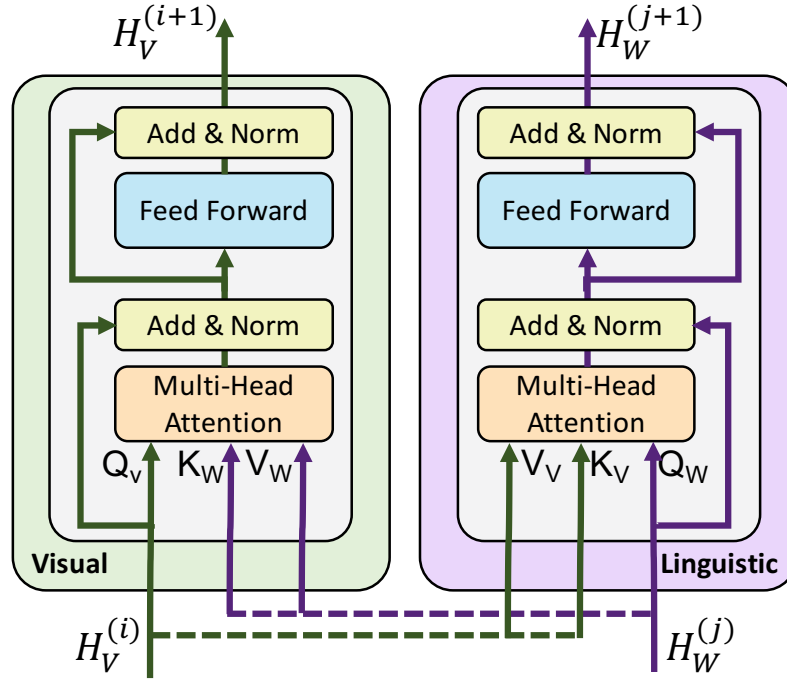 H_V^{(i+1)}
H_W^{(j+1)}
Add & Norm
Feed Forward
Add & Norm
Multi-Head
Attention
Q_v K_W V_W
Visual
H_V^{(i)}
Add & Norm
Feed Forward
Add & Norm
Multi-Head
Attention
V_V K_V Q_W
Linguistic
H_W^{(j)}